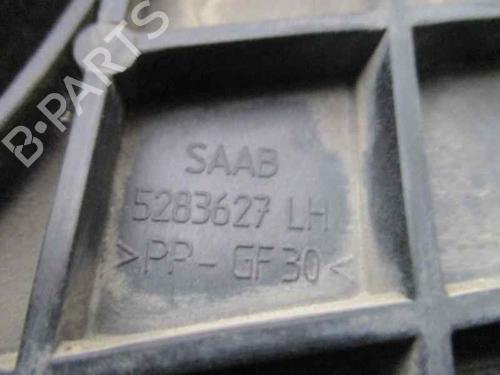 B-PARTS
SAAB
5283627 LH
>PP-GF30<